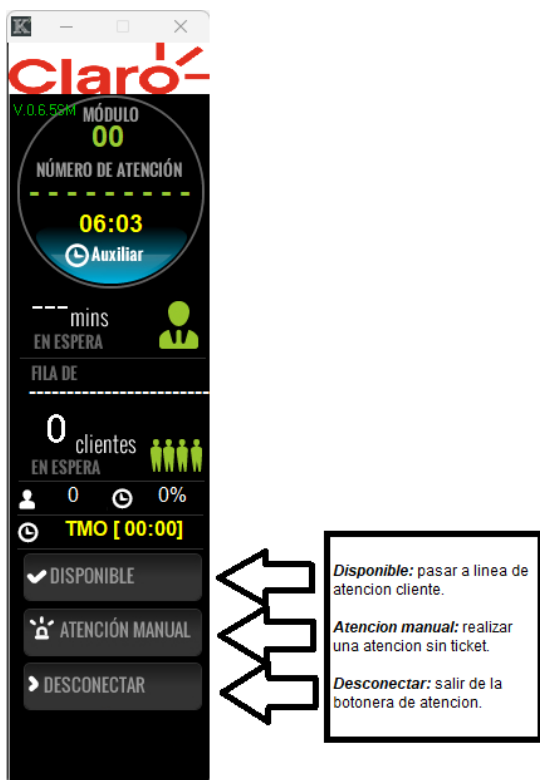 K
Claro
V.0.6.5SM
MÓDULO
00
NÚMERO DE ATENCIÓN
- - - - - - - - -
06:03
Auxiliar
---mins
EN ESPERA
FILA DE
0 clientes
EN ESPERA
0 0%
TMO [ 00:00]
DISPONIBLE
ATENCIÓN MANUAL
DESCONECTAR
Disponible: pasar a linea de
atencion cliente.
Atencion manual: realizar
una atencion sin ticket.
Desconectar: salir de la
botonera de atencion.